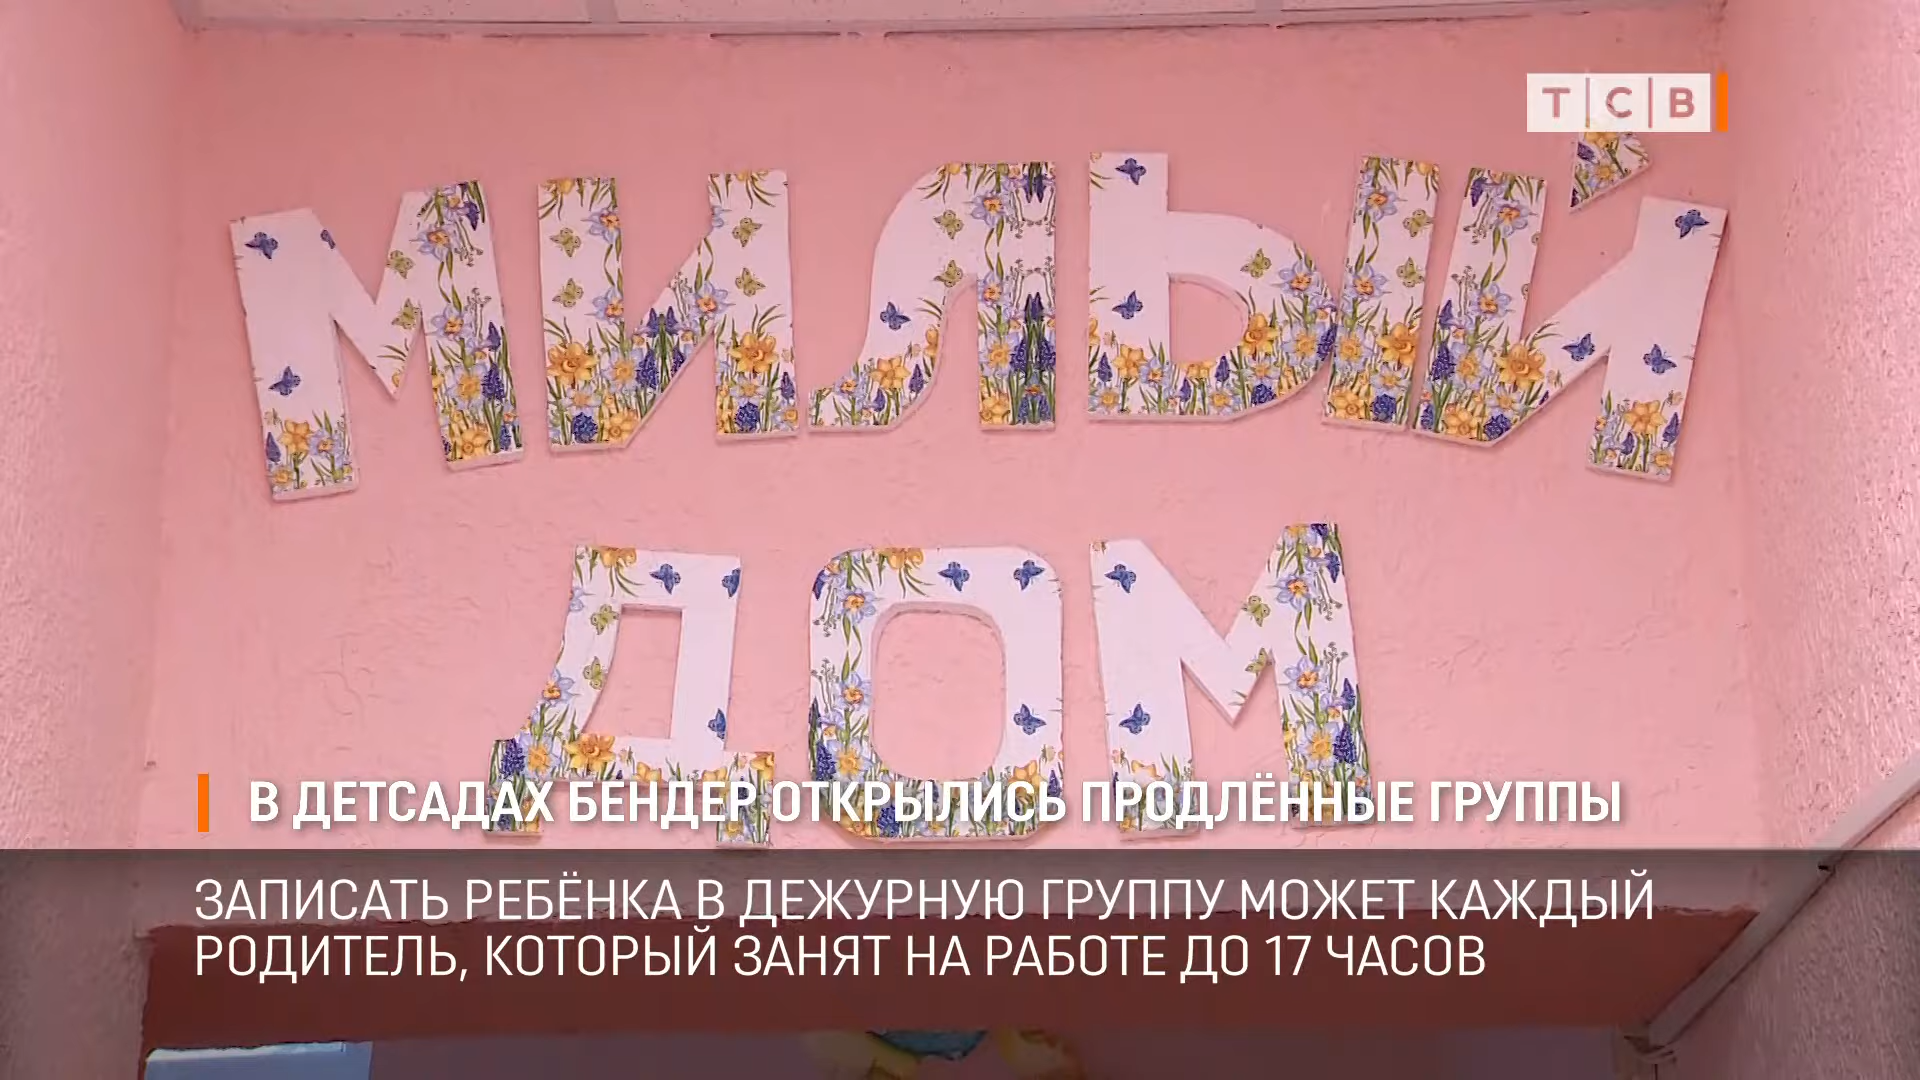 ТСВ
МИЛЫЙ
ДОМ
В ДЕТСАДАХ БЕНДЕР ОТКРЫЛИСЬ ПРОДЛЁННЫЕ ГРУППЫ
ЗАПИСАТЬ РЕБЁНКА В ДЕЖУРНУЮ ГРУППУ МОЖЕТ КАЖДЫЙ
РОДИТЕЛЬ, КОТОРЫЙ ЗАНЯТ НА РАБОТЕ ДО 17 ЧАСОВ